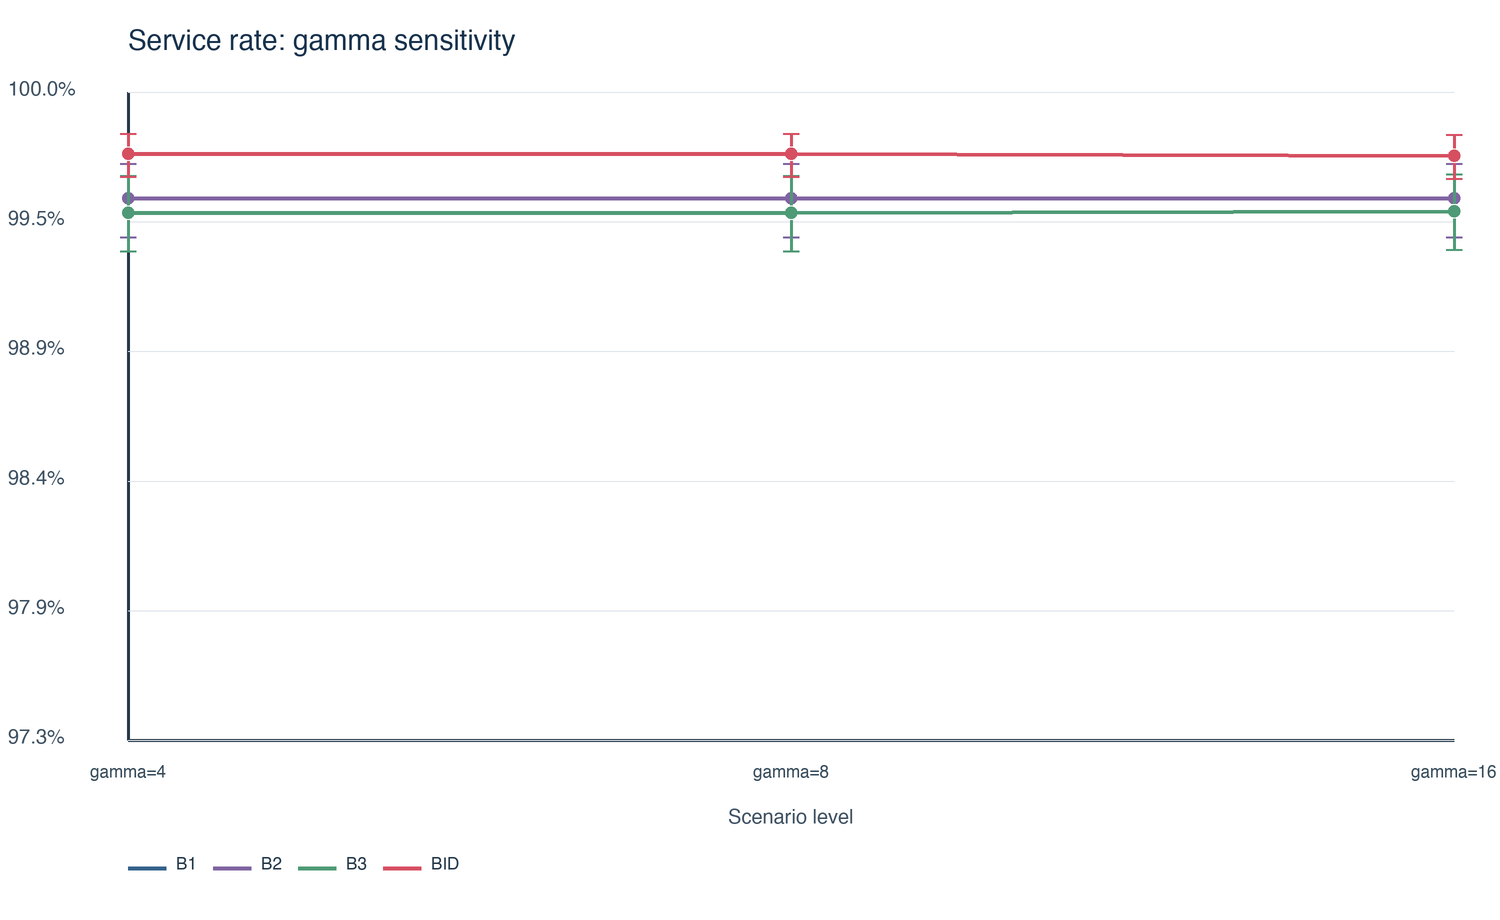 Service rate: gamma sensitivity
100.0%
99.5%
98.9%
98.4%
97.9%
97.3%
gamma=4 gamma=8 gamma=16
Scenario level
B1 B2 B3 BID